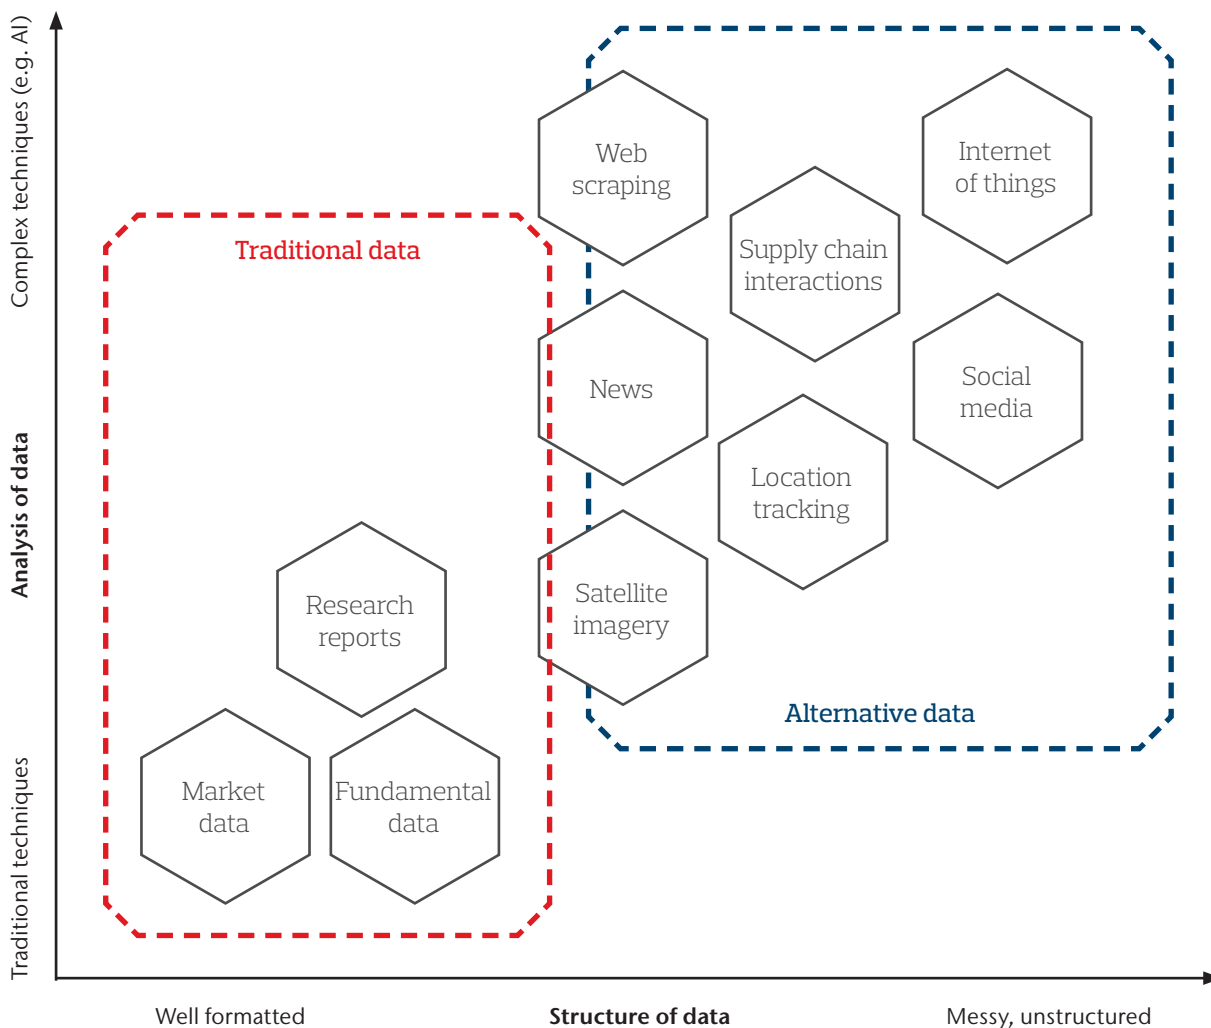 Complex techniques (e.g. AI)
Analysis of data
Traditional techniques
Traditional data
Web
scraping
Internet
of things
Supply chain
interactions
News
Social
media
Location
tracking
Research
reports
Satellite
imagery
Alternative data
Market
data
Fundamental
data
Well formatted
Structure of data
Messy, unstructured